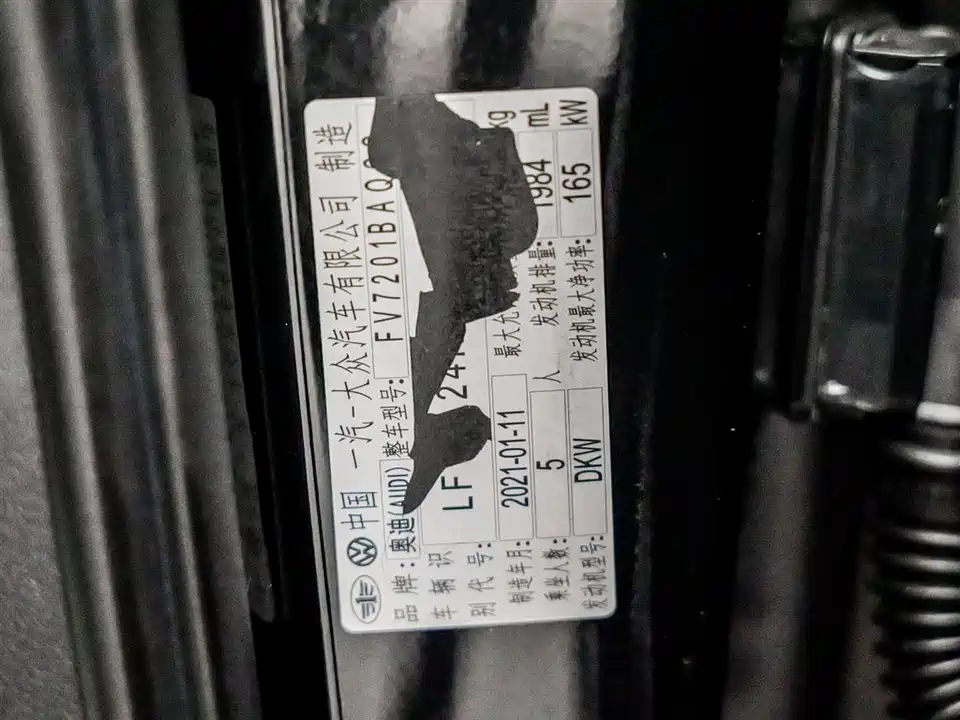 中国 一汽-大众汽车有限公司 制造
品牌: 奥迪(AUDI) 整车型号: FV7201BAQ
车辆识别代号: LF 24
制造年月: 2021-01-11 最大允 kg
乘坐人数: 5 人 发动机排量: 1984 mL
发动机型号: DKW 发动机最大净功率: 165 kW